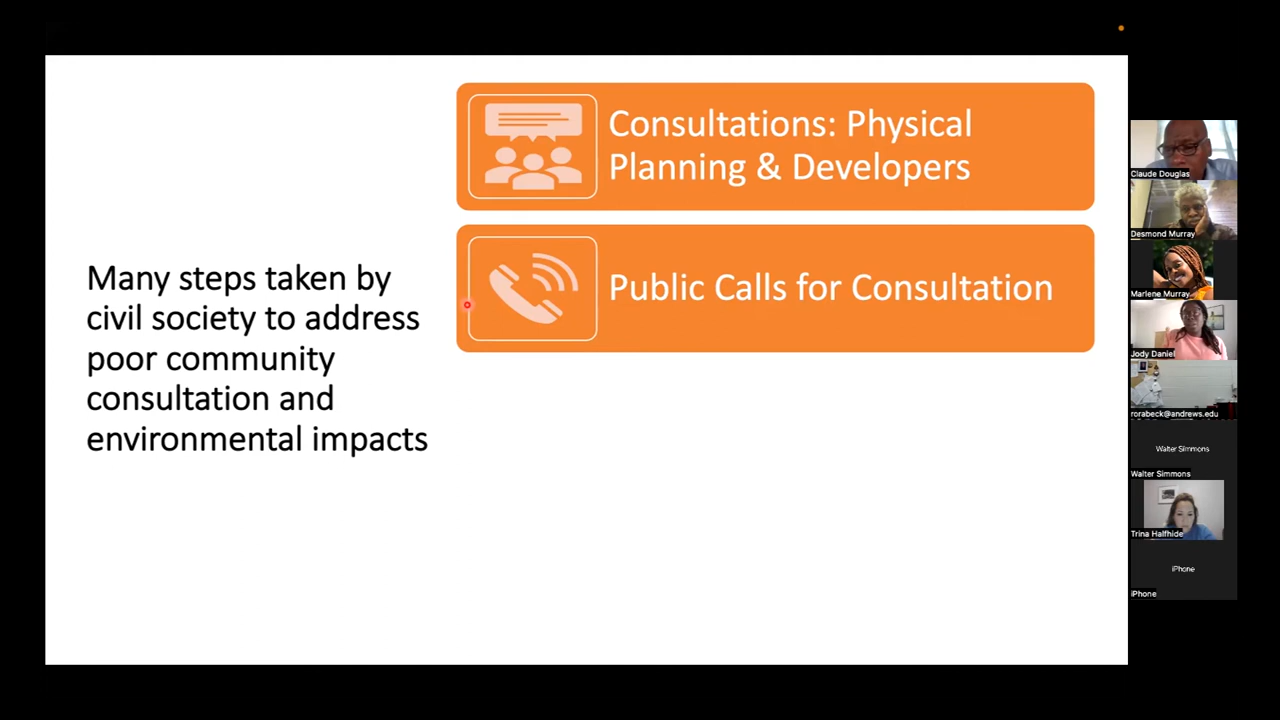 Many steps taken by
civil society to address
poor community
consultation and
environmental impacts
Consultations: Physical
Planning & Developers
Public Calls for Consultation
Claude Douglas
Desmond Murray
Marlene Murray
Jody Daniel
rorabeck@andrews.edu
Walter Simmons
Walter Simmons
Trina Halfhide
iPhone
iPhone